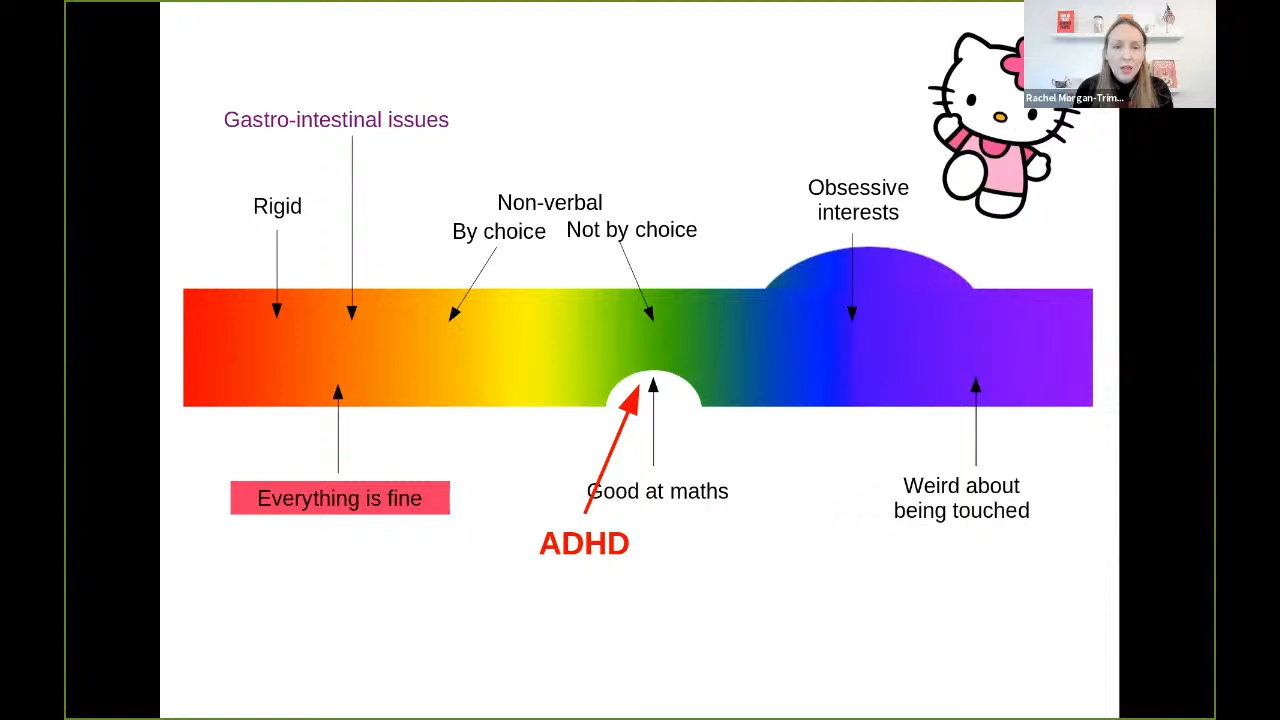 Rachel Morgan-Trim...
Gastro-intestinal issues
Rigid
Non-verbal
By choice
Not by choice
Obsessive
interests
Everything is fine
Good at maths
ADHD
Weird about
being touched